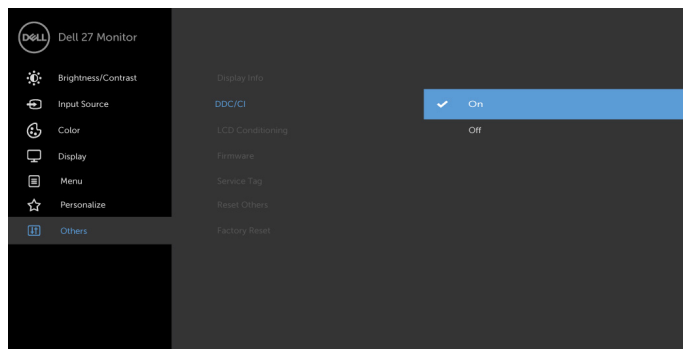 DELL Dell 27 Monitor
Brightness/Contrast
Input Source
Color
Display
Menu
Personalize
Others
Display Info
DDC/CI
LCD Conditioning
Firmware
Service Tag
Reset Others
Factory Reset
On
Off